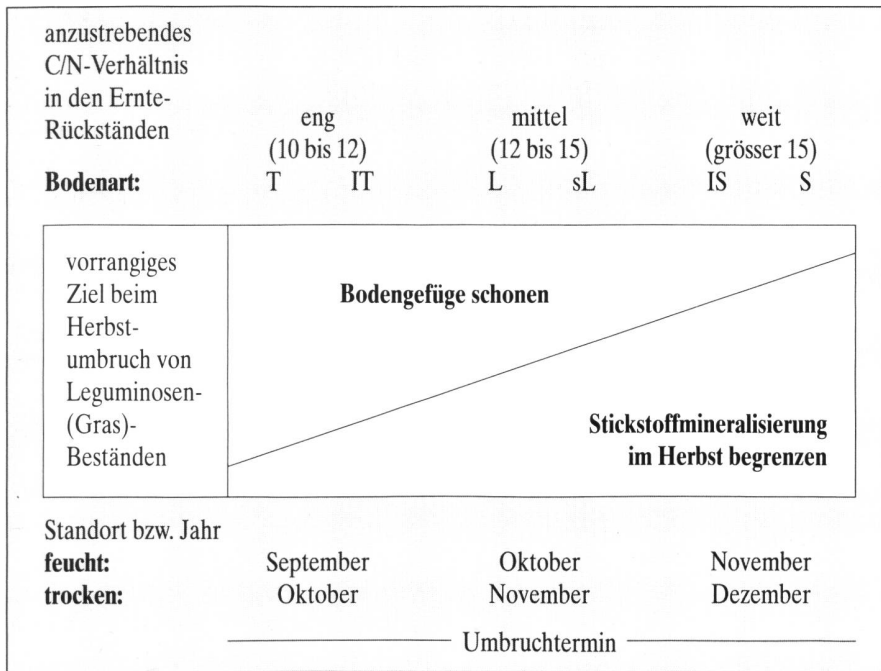 anzustrebendes
C/N-Verhältnis
in den Ernte-
Rückständen
eng mittel weit
(10 bis 12) (12 bis 15) (grösser 15)
Bodenart: T IT L sL IS S
vorrangiges
Ziel beim
Herbst-
umbruch von
Leguminosen-
(Gras)-
Beständen
Bodengefüge schonen
Stickstoffmineralisierung
im Herbst begrenzen
Standort bzw. Jahr
feucht: September Oktober November
trocken: Oktober November Dezember
Umbruchtermin